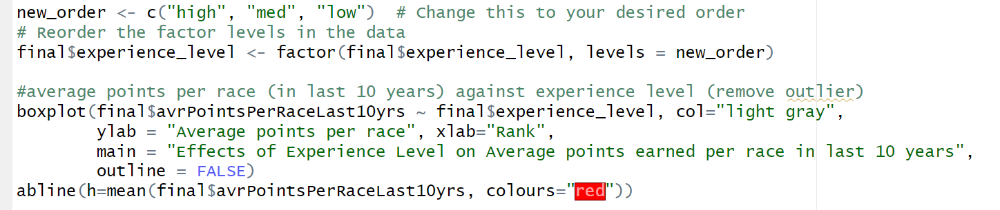 new_order <- c("high", "med", "low")  # Change this to your desired order
# Reorder the factor levels in the data
final$experience_level <- factor(final$experience_level, levels = new_order)
#average points per race (in last 10 years) against experience level (remove outlier)
boxplot(final$avrPointsPerRaceLast10yrs ~ final$experience_level, col="light gray",
        ylab = "Average points per race", xlab="Rank",
        main = "Effects of Experience Level on Average points earned per race in last 10 years",
        outline = FALSE)
abline(h=mean(final$avrPointsPerRaceLast10yrs, colours="red"))